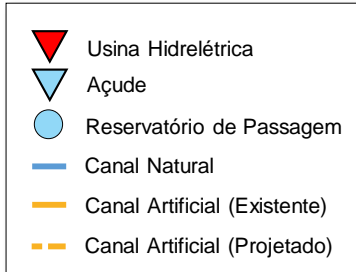 Usina Hidrelétrica
Açude
Reservatório de Passagem
Canal Natural
Canal Artificial (Existente)
Canal Artificial (Projetado)